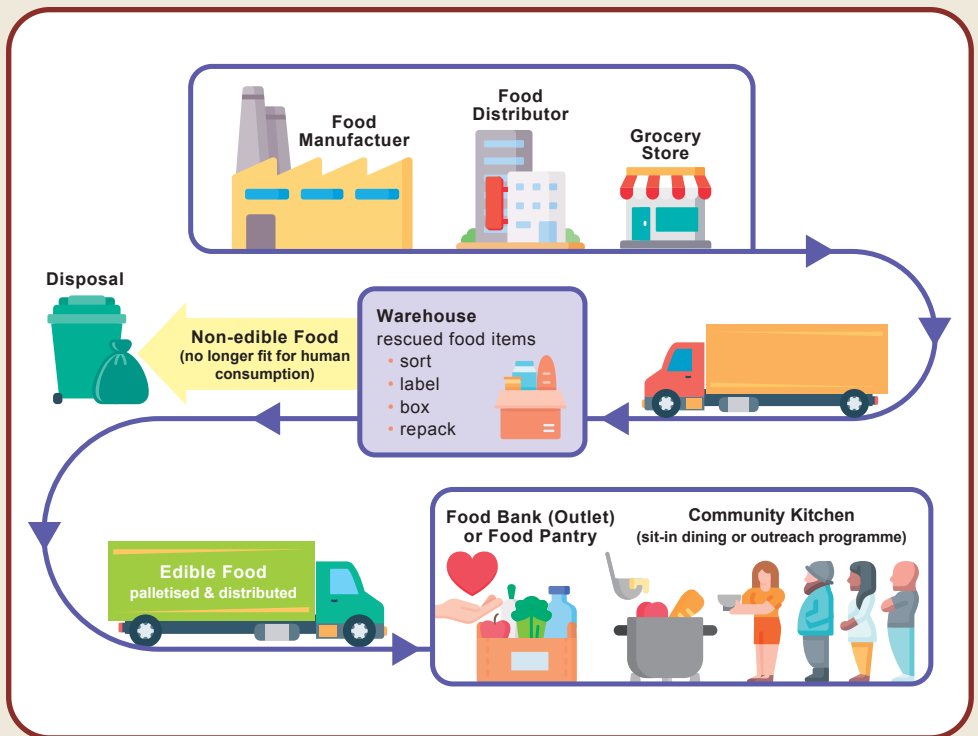 Food
Manufactuer
Food
Distributor
Grocery
Store
Disposal
Non-edible Food
(no longer fit for human
consumption)
Warehouse
rescued food items
• sort
• label
• box
• repack
Edible Food
palletised & distributed
Food Bank (Outlet)
or Food Pantry
Community Kitchen
(sit-in dining or outreach programme)